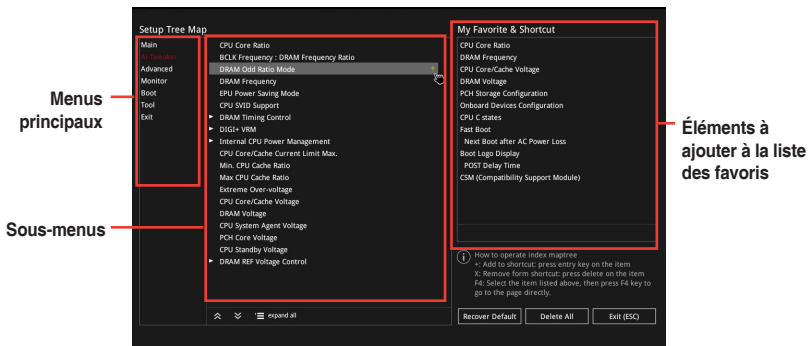 Setup Tree Map
Main
Ai Tweaker
Advanced
Monitor
Boot
Tool
Exit
CPU Core Ratio
BCLK Frequency : DRAM Frequency Ratio
DRAM Odd Ratio Mode +
DRAM Frequency
EPU Power Saving Mode
CPU SVID Support
DRAM Timing Control
DIGI+ VRM
Internal CPU Power Management
CPU Core/Cache Current Limit Max.
Min. CPU Cache Ratio
Max CPU Cache Ratio
Extreme Over-voltage
CPU Core/Cache Voltage
DRAM Voltage
CPU System Agent Voltage
PCH Core Voltage
CPU Standby Voltage
DRAM REF Voltage Control
expand all
My Favorite & Shortcut
CPU Core Ratio
DRAM Frequency
CPU Core/Cache Voltage
DRAM Voltage
PCH Storage Configuration
Onboard Devices Configuration
CPU C states
Fast Boot
Next Boot after AC Power Loss
Boot Logo Display
POST Delay Time
CSM (Compatibility Support Module)
How to operate index maptree
+: Add to shortcut: press entry key on the item
X: Remove form shortcut: press delete on the item
F4: Select the item listed above, then press F4 key to
go to the page directly.
Recover Default
Delete All
Exit (ESC)
Menus
principaux
Sous-menus
Éléments à
ajouter à la liste
des favoris